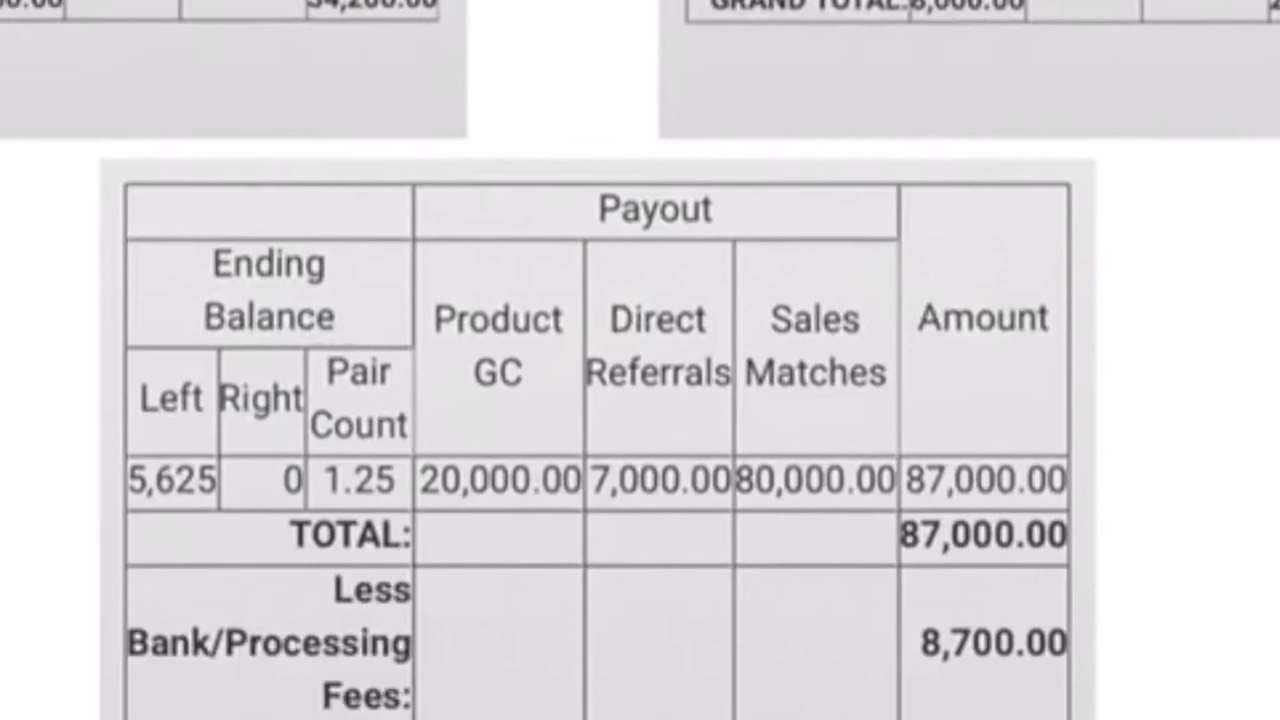 GRAND TOTAL:
Payout
Ending
Balance
Product
GC
Direct
Referrals
Sales
Matches
Amount
Left
Right
Pair
Count
5,625 0 1.25 20,000.00 7,000.00 80,000.00 87,000.00
TOTAL: 87,000.00
Less
Bank/Processing
Fees:
8,700.00